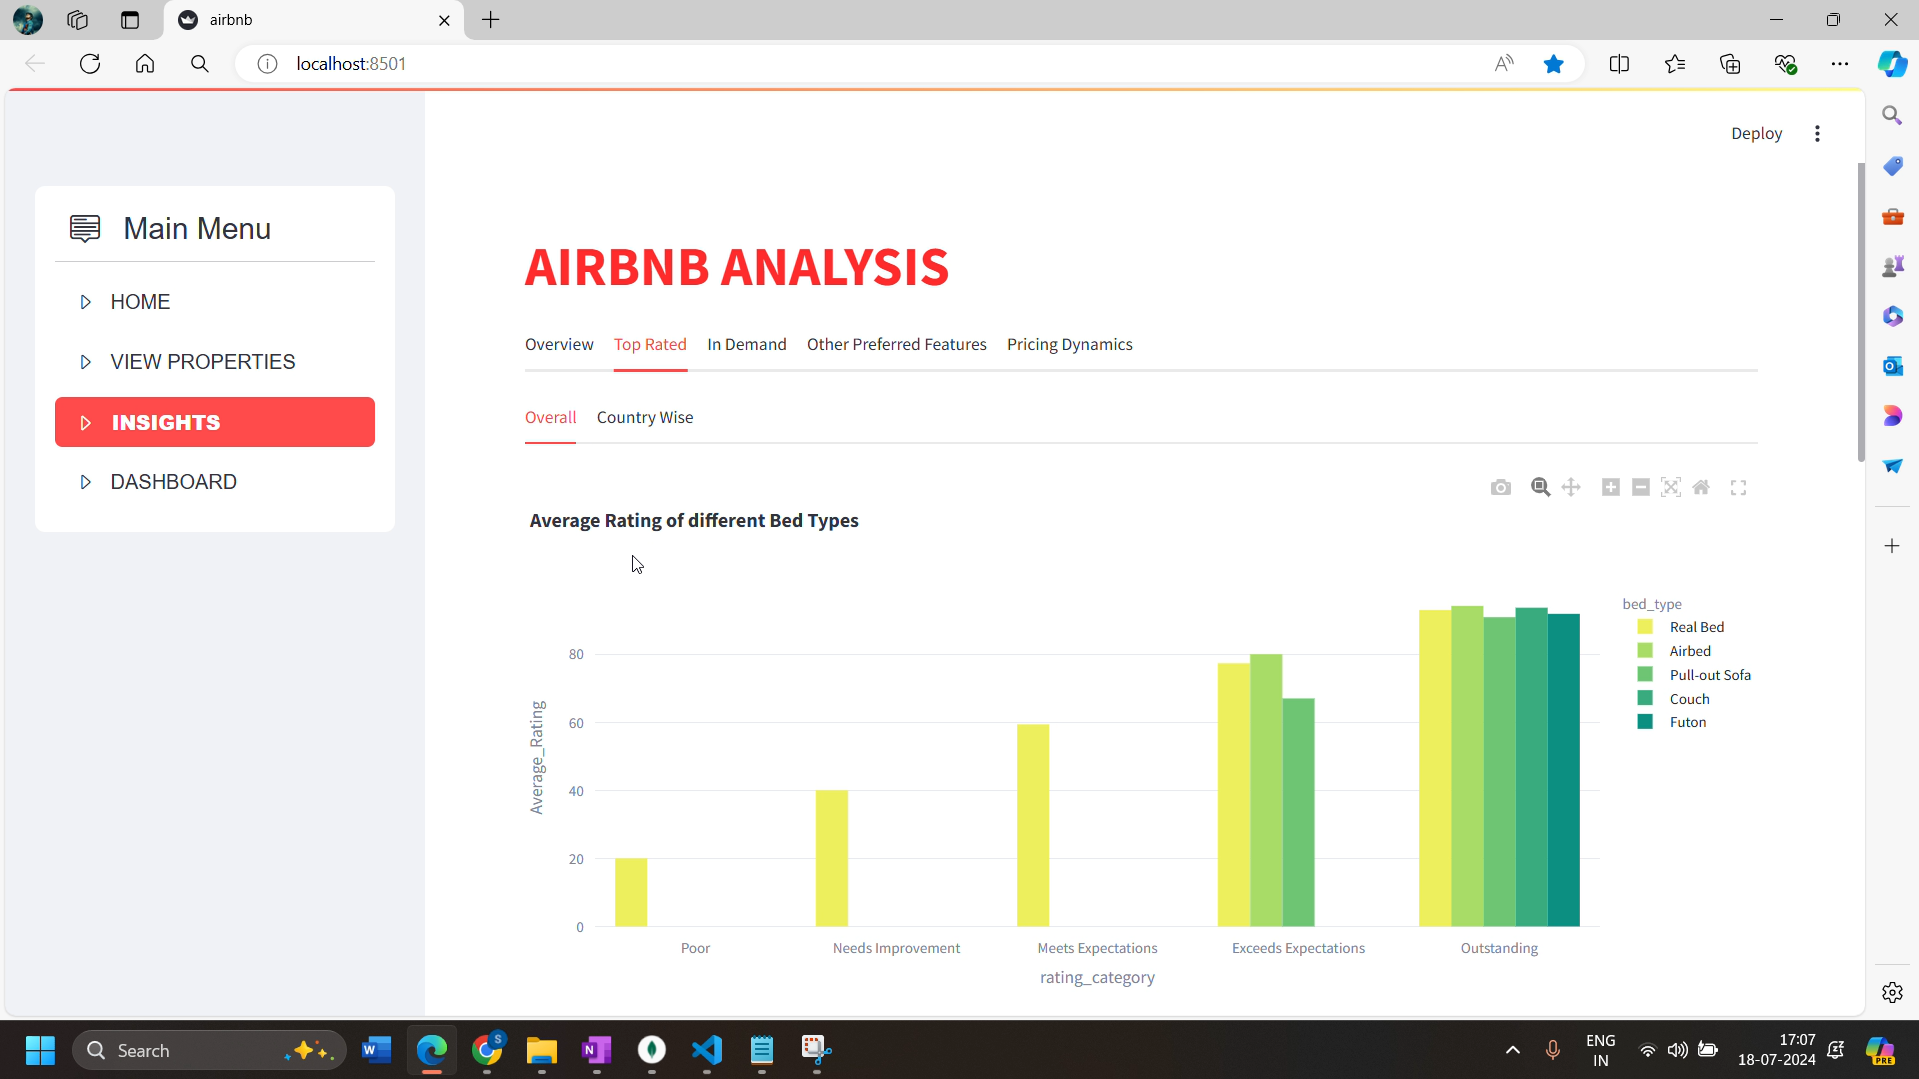 airbnb
localhost:8501
Deploy
Main Menu
HOME
VIEW PROPERTIES
INSIGHTS
DASHBOARD
AIRBNB ANALYSIS
Overview Top Rated In Demand Other Preferred Features Pricing Dynamics
Overall Country Wise
Average Rating of different Bed Types
Average_Rating
80
60
40
20
0
Poor Needs Improvement Meets Expectations Exceeds Expectations Outstanding
rating_category
bed_type
Real Bed
Airbed
Pull-out Sofa
Couch
Futon
Search
S
ENG
IN
17:07
18-07-2024
PRE